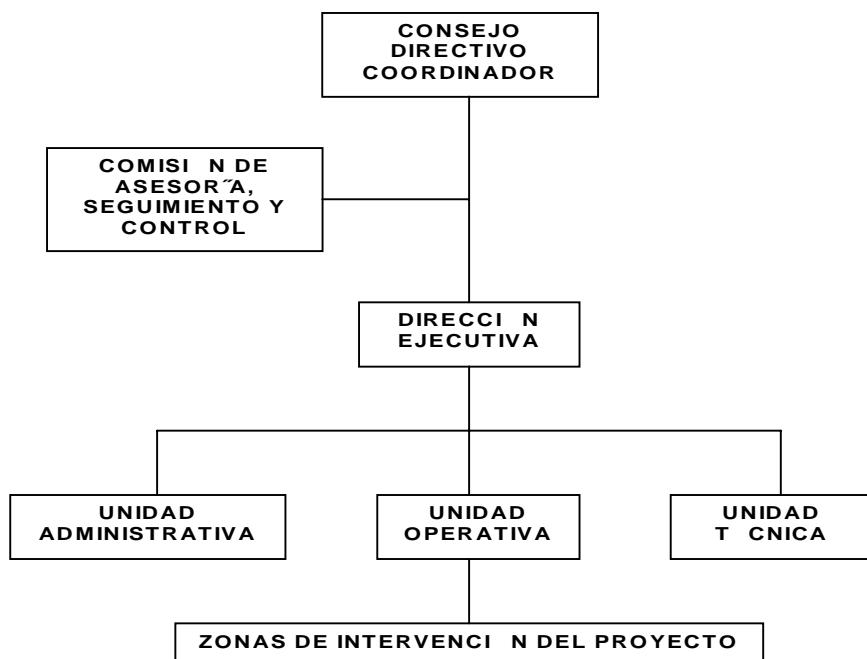 CONSEJO
DIRECTIVO
COORDINADOR
COMISI N DE
ASESOR˝A,
SEGUIMIENTO Y
CONTROL
DIRECCI N
EJECUTIVA
UNIDAD
ADMINISTRATIVA
UNIDAD
OPERATIVA
UNIDAD
T CNICA
ZONAS DE INTERVENCI N DEL PROYECTO